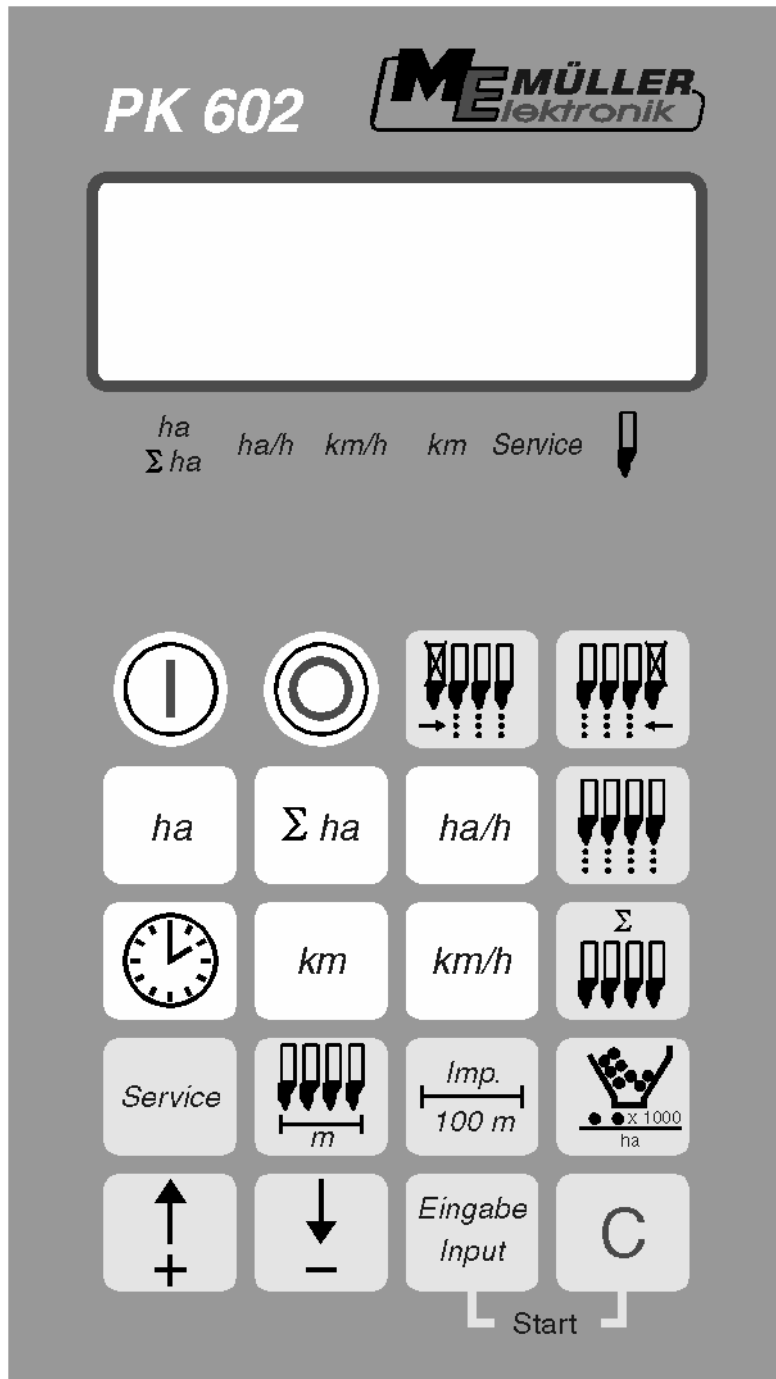 PK 602
ME MÜLLER
Elektronik
ha
Σ ha
ha/h
km/h
km
Service
ha
Σ ha
ha/h
km
km/h
Σ
Service
m
Imp.
100 m
x 1000
ha
+
−
Eingabe
Input
C
Start